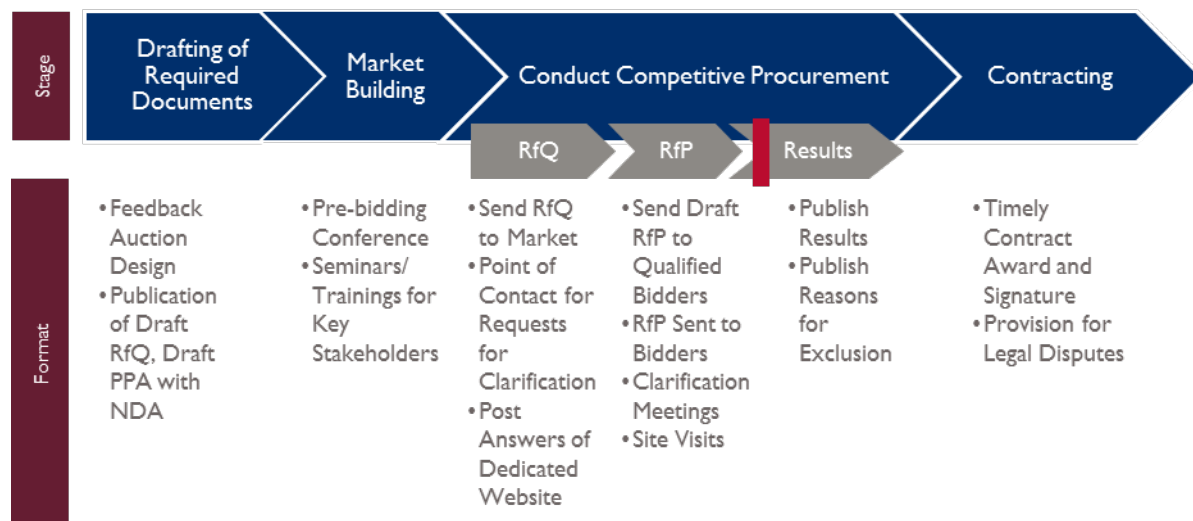 Stage
Drafting of
Required
Documents
Market
Building
Conduct Competitive Procurement
Contracting
RfQ
RfP
Results
Format
•Feedback
Auction
Design
•Publication
of Draft
RfQ, Draft
PPA with
NDA
•Pre-bidding
Conference
•Seminars/
Trainings for
Key
Stakeholders
•Send RfQ
to Market
•Point of
Contact for
Requests
for
Clarification
•Post
Answers of
Dedicated
Website
•Send Draft
RfP to
Qualified
Bidders
•RfP Sent to
Bidders
•Clarification
Meetings
•Site Visits
•Publish
Results
•Publish
Reasons
for
Exclusion
•Timely
Contract
Award and
Signature
•Provision for
Legal Disputes